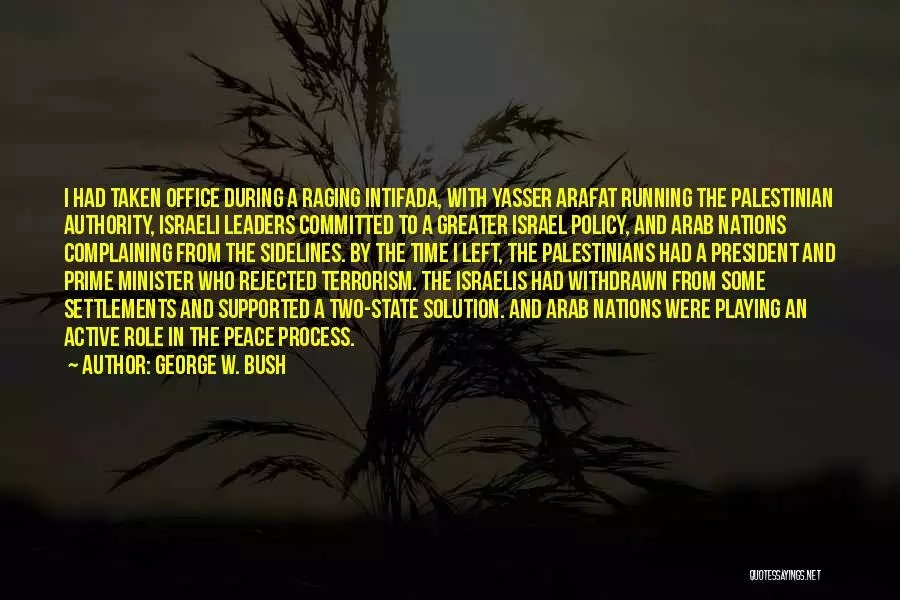 I HAD TAKEN OFFICE DURING A RAGING INTIFADA, WITH YASSER ARAFAT RUNNING THE PALESTINIAN
AUTHORITY, ISRAELI LEADERS COMMITTED TO A GREATER ISRAEL POLICY, AND ARAB NATIONS
COMPLAINING FROM THE SIDELINES. BY THE TIME I LEFT, THE PALESTINIANS HAD A PRESIDENT AND
PRIME MINISTER WHO REJECTED TERRORISM. THE ISRAELIS HAD WITHDRAWN FROM SOME
SETTLEMENTS AND SUPPORTED A TWO-STATE SOLUTION. AND ARAB NATIONS WERE PLAYING AN
ACTIVE ROLE IN THE PEACE PROCESS.
~ AUTHOR: GEORGE W. BUSH
QUOTESSAYINGS.NET